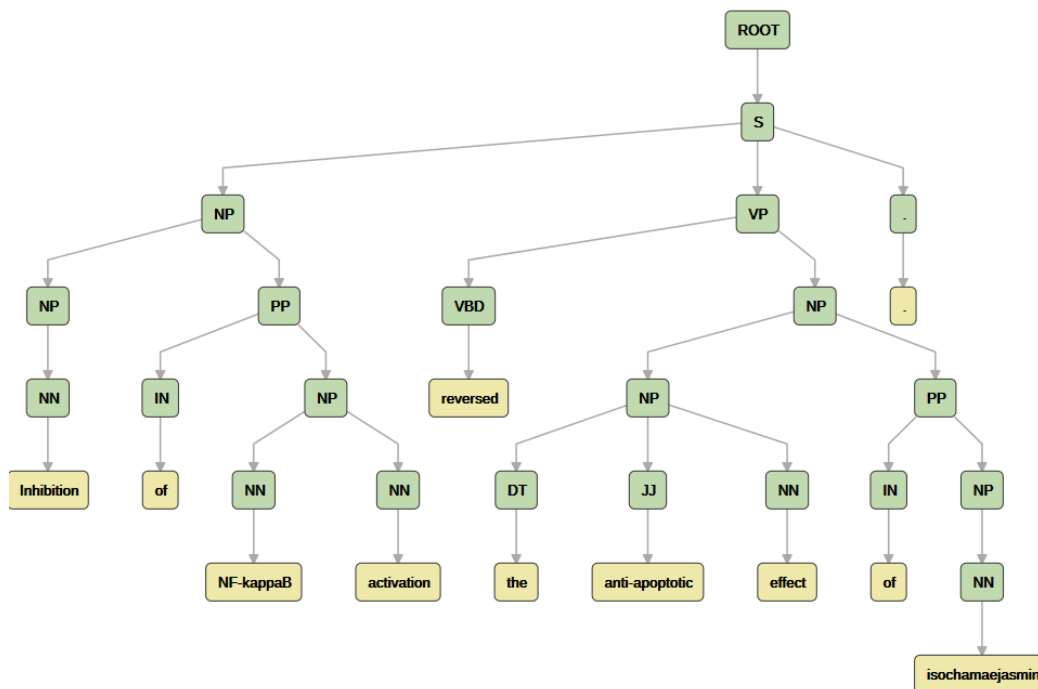 ROOT
S
NP VP .
NP PP VBD NP .
NN IN NP reversed NP PP
Inhibition of NN NN DT JJ NN IN NP
NF-kappaB activation the anti-apoptotic effect of NN
isochamaejasmin